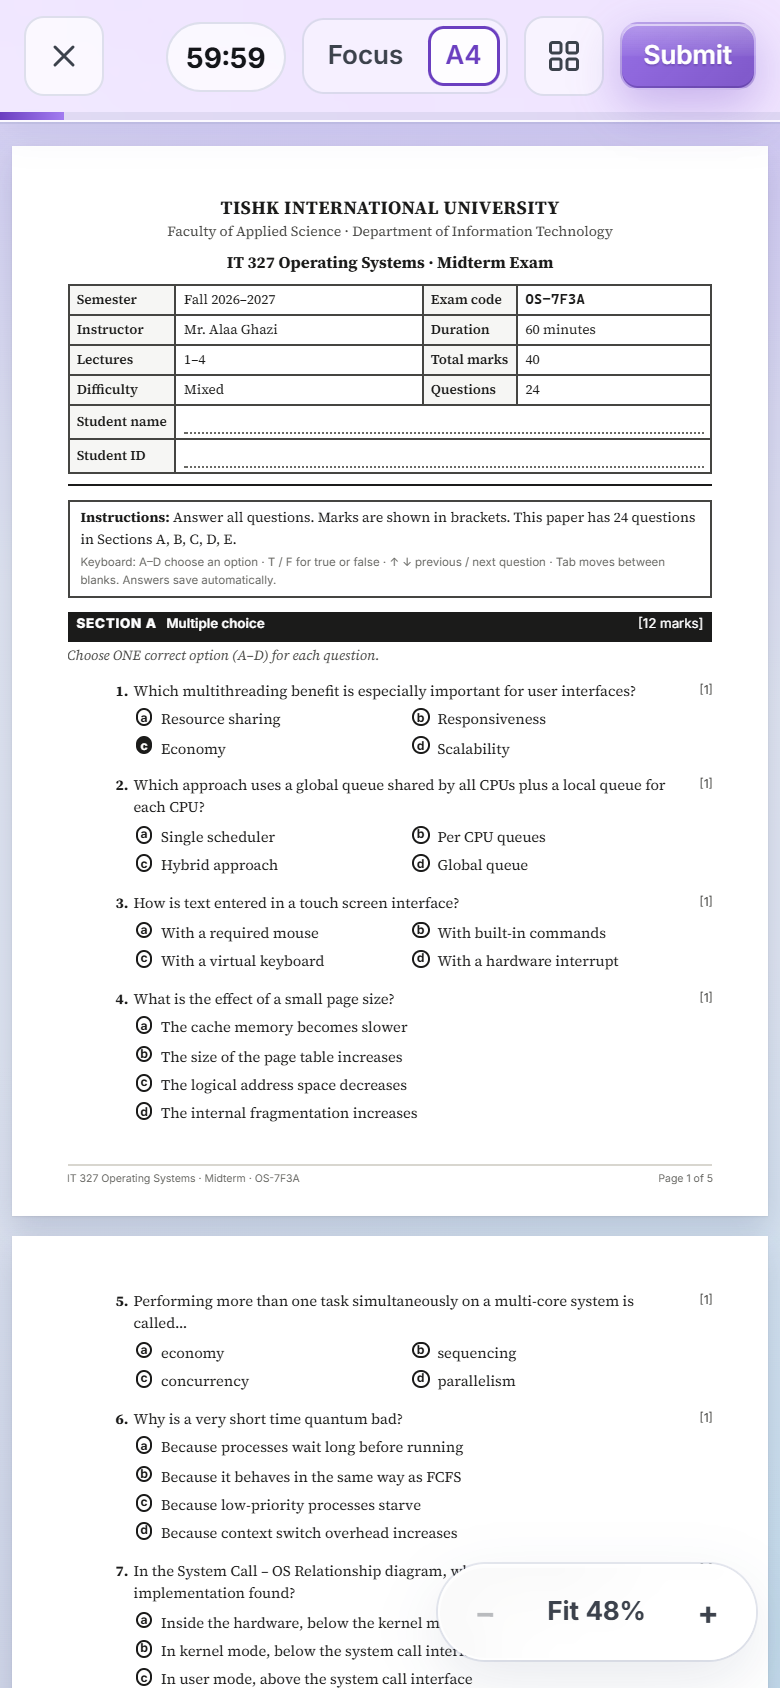 59:59
Focus
A4
Submit
TISHK INTERNATIONAL UNIVERSITY
Faculty of Applied Science · Department of Information Technology
IT 327 Operating Systems · Midterm Exam
Semester Fall 2026–2027 Exam code OS-7F3A
Instructor Mr. Alaa Ghazi Duration 60 minutes
Lectures 1–4 Total marks 40
Difficulty Mixed Questions 24
Student name
Student ID
Instructions: Answer all questions. Marks are shown in brackets. This paper has 24 questions
in Sections A, B, C, D, E.
Keyboard: A–D choose an option · T / F for true or false · ↑ ↓ previous / next question · Tab moves between
blanks. Answers save automatically.
SECTION A Multiple choice [12 marks]
Choose ONE correct option (A–D) for each question.
1. Which multithreading benefit is especially important for user interfaces? [1]
a Resource sharing b Responsiveness
c Economy d Scalability
2. Which approach uses a global queue shared by all CPUs plus a local queue for [1]
each CPU?
a Single scheduler b Per CPU queues
c Hybrid approach d Global queue
3. How is text entered in a touch screen interface? [1]
a With a required mouse b With built-in commands
c With a virtual keyboard d With a hardware interrupt
4. What is the effect of a small page size? [1]
a The cache memory becomes slower
b The size of the page table increases
c The logical address space decreases
d The internal fragmentation increases
IT 327 Operating Systems · Midterm · OS-7F3A Page 1 of 5
5. Performing more than one task simultaneously on a multi-core system is [1]
called...
a economy b sequencing
c concurrency d parallelism
6. Why is a very short time quantum bad? [1]
a Because processes wait long before running
b Because it behaves in the same way as FCFS
c Because low-priority processes starve
d Because context switch overhead increases
7. In the System Call – OS Relationship diagram,
implementation found?
a Inside the hardware, below the kernel
b In kernel mode, below the system call
c In user mode, above the system call interface
Fit 48%